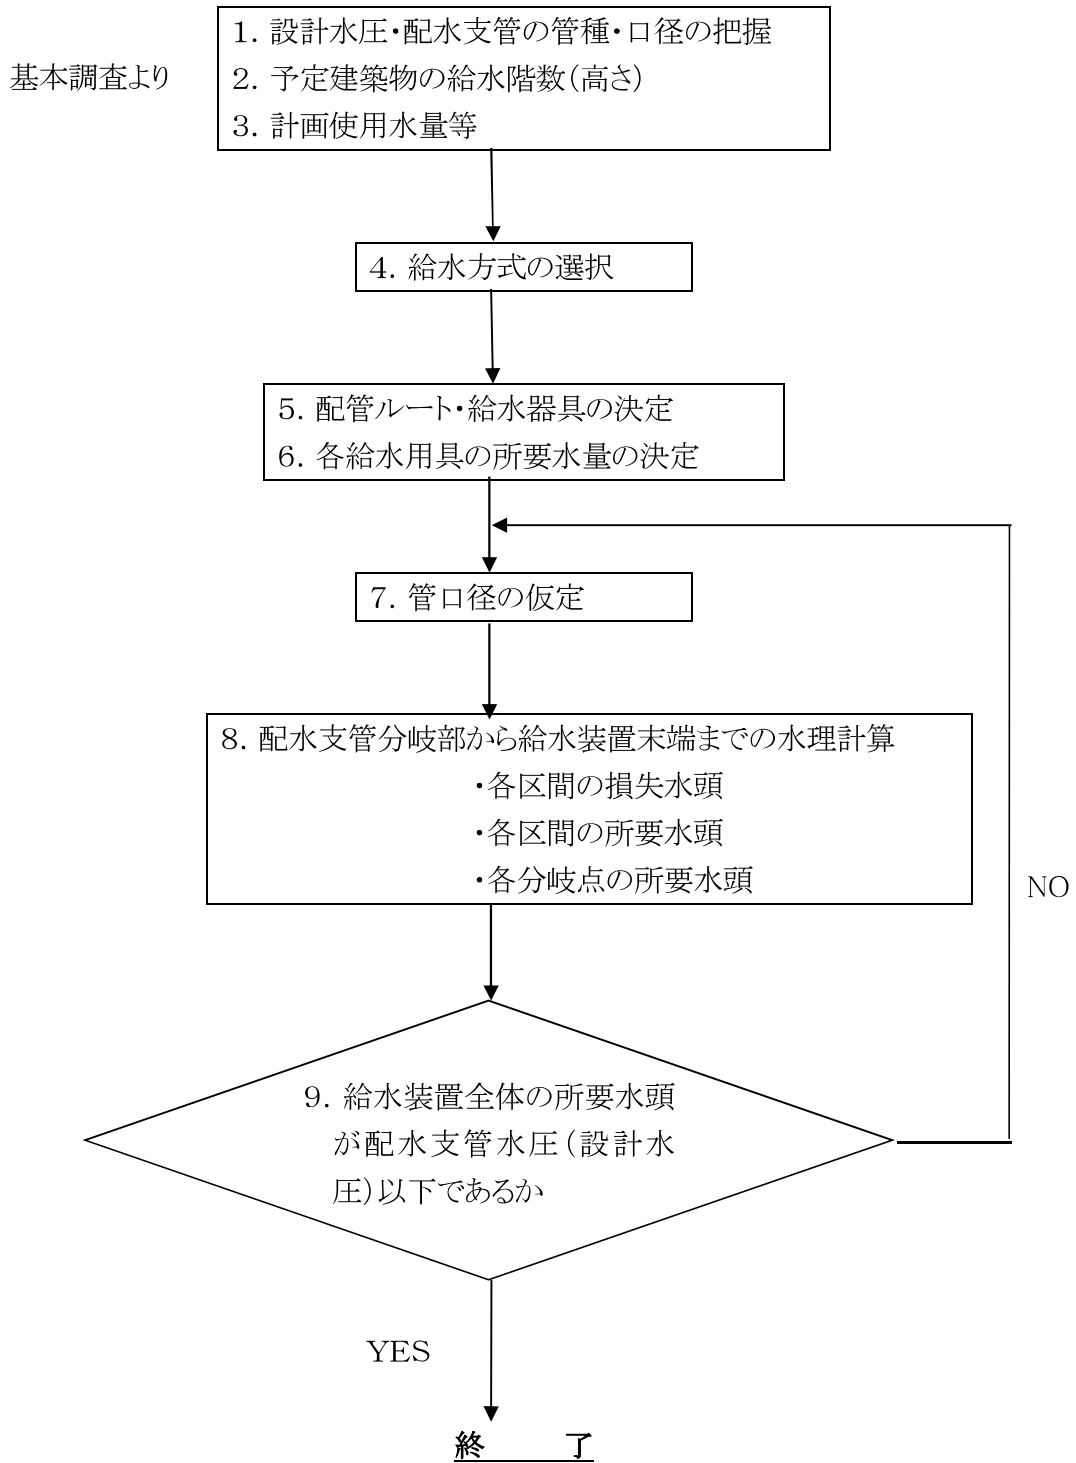 基本調査より
1. 設計水圧・配水支管の管種・口径の把握
2. 予定建築物の給水階数(高さ)
3. 計画使用水量等
4. 給水方式の選択
5. 配管ルート・給水器具の決定
6. 各給水用具の所要水量の決定
7. 管口径の仮定
8. 配水支管分岐部から給水装置末端までの水理計算
・各区間の損失水頭
・各区間の所要水頭
・各分岐点の所要水頭
NO
9. 給水装置全体の所要水頭
が配水支管水圧(設計水
圧)以下であるか
YES
終 了